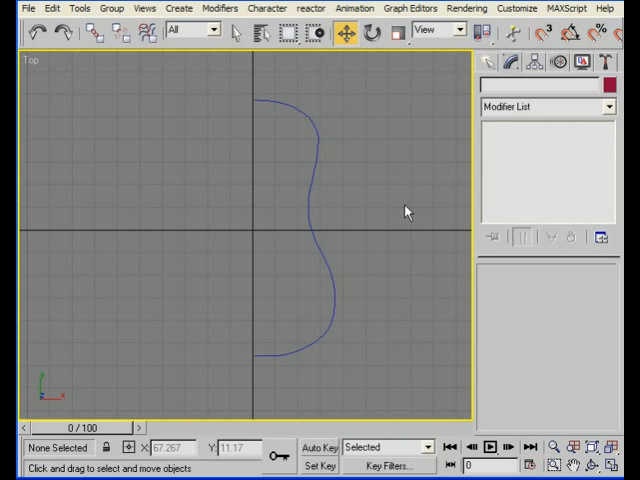 File Edit Tools Group Views Create Modifiers Character reactor Animation Graph Editors Rendering Customize MAXScript Help
All View 3 %
Top
Modifier List
y
x
0 / 100
None Selected X: 67.267 Y: 11.17 Auto Key Selected
Click and drag to select and move objects Set Key Key Filters... 0